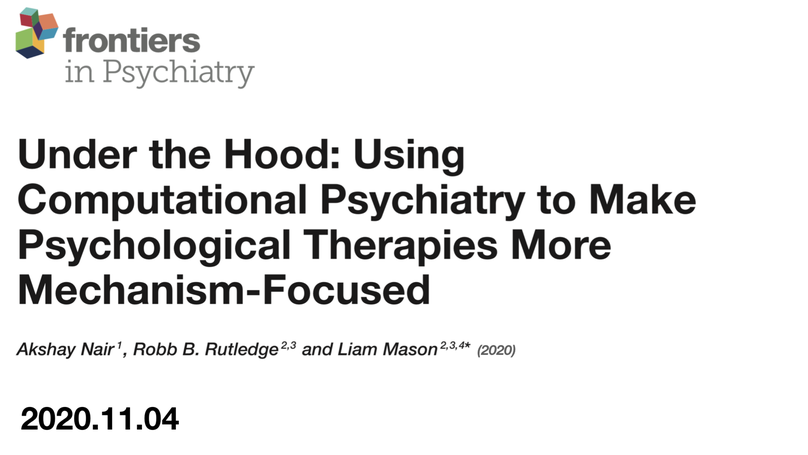 frontiers
in Psychiatry
Under the Hood: Using
Computational Psychiatry to Make
Psychological Therapies More
Mechanism-Focused
Akshay Nair 1, Robb B. Rutledge 2,3 and Liam Mason 2,3,4* (2020)
2020.11.04